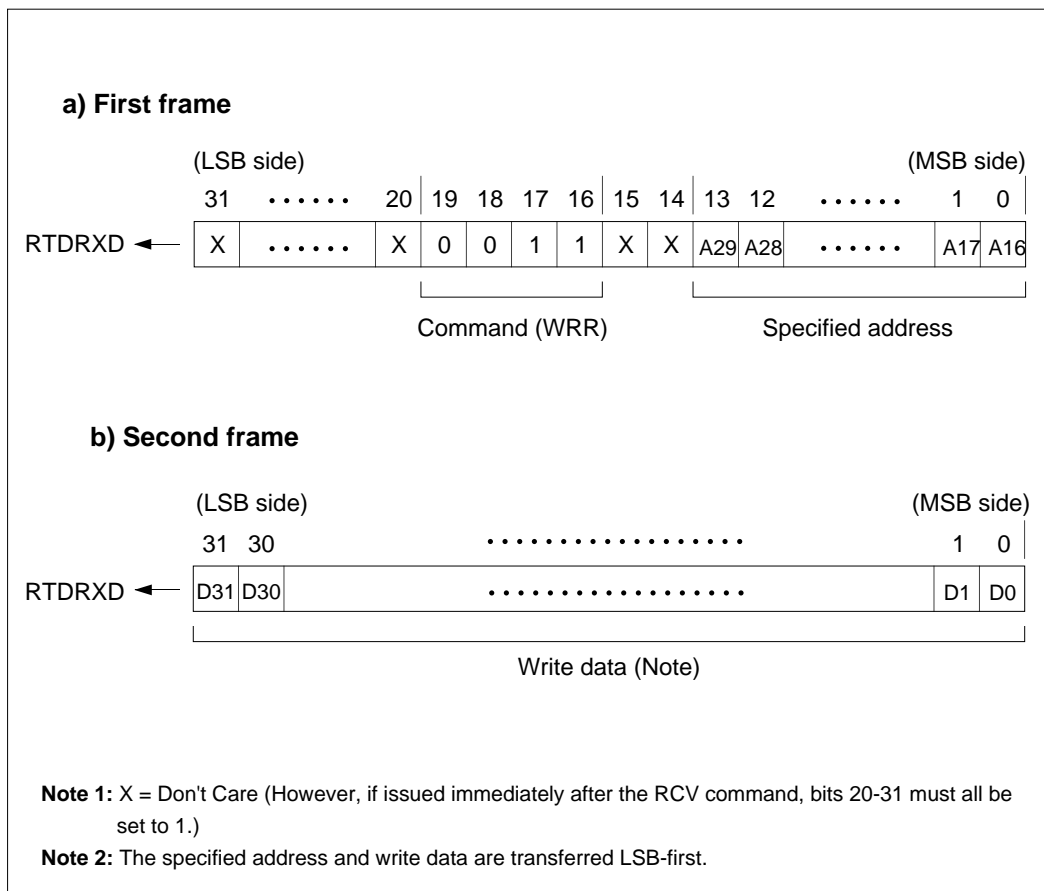 a) First frame
(LSB side) (MSB side)
31 • • • • • • 20 19 18 17 16 15 14 13 12 • • • • • • 1 0
RTDRXD X • • • • • • X 0 0 1 1 X X A29 A28 • • • • • • A17 A16
Command (WRR) Specified address
b) Second frame
(LSB side) (MSB side)
31 30 • • • • • • • • • • • • • • • • • • 1 0
RTDRXD D31 D30 • • • • • • • • • • • • • • • • • • D1 D0
Write data (Note)
Note 1: X = Don't Care (However, if issued immediately after the RCV command, bits 20-31 must all be
set to 1.)
Note 2: The specified address and write data are transferred LSB-first.